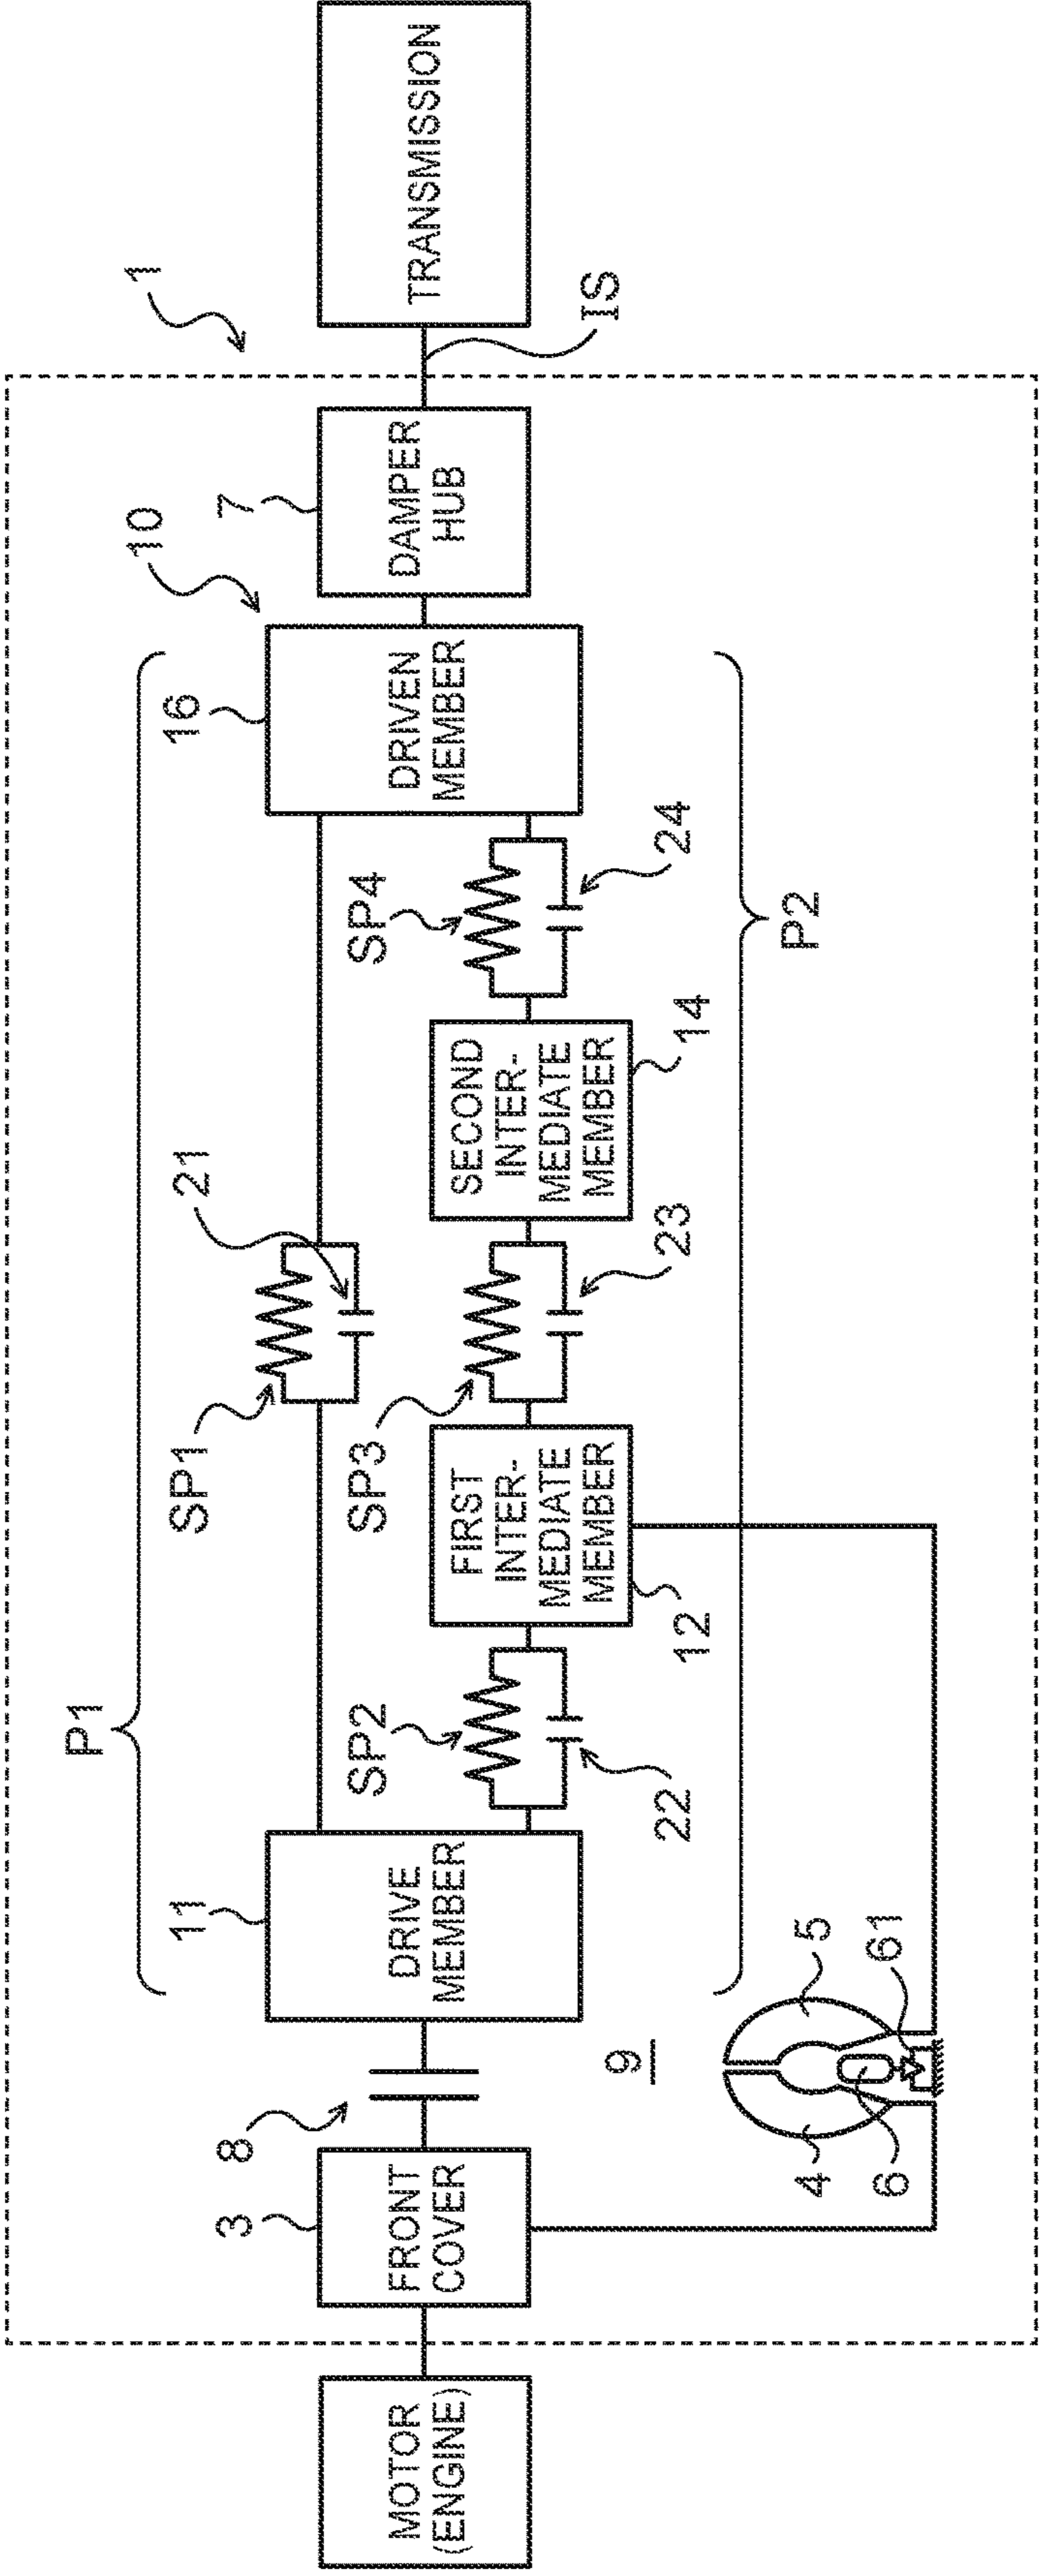 1
P1
10
11
SP1
21
16
3
8
7
MOTOR
(ENGINE)
FRONT
COVER
DRIVE
MEMBER
DRIVEN
MEMBER
DAMPER
HUB
TRANSMISSION
SP2
SP3
SP4
FIRST
INTER-
MEDIATE
MEMBER
SECOND
INTER-
MEDIATE
MEMBER
IS
9
22
12
23
14
24
P2
4
6
5
61